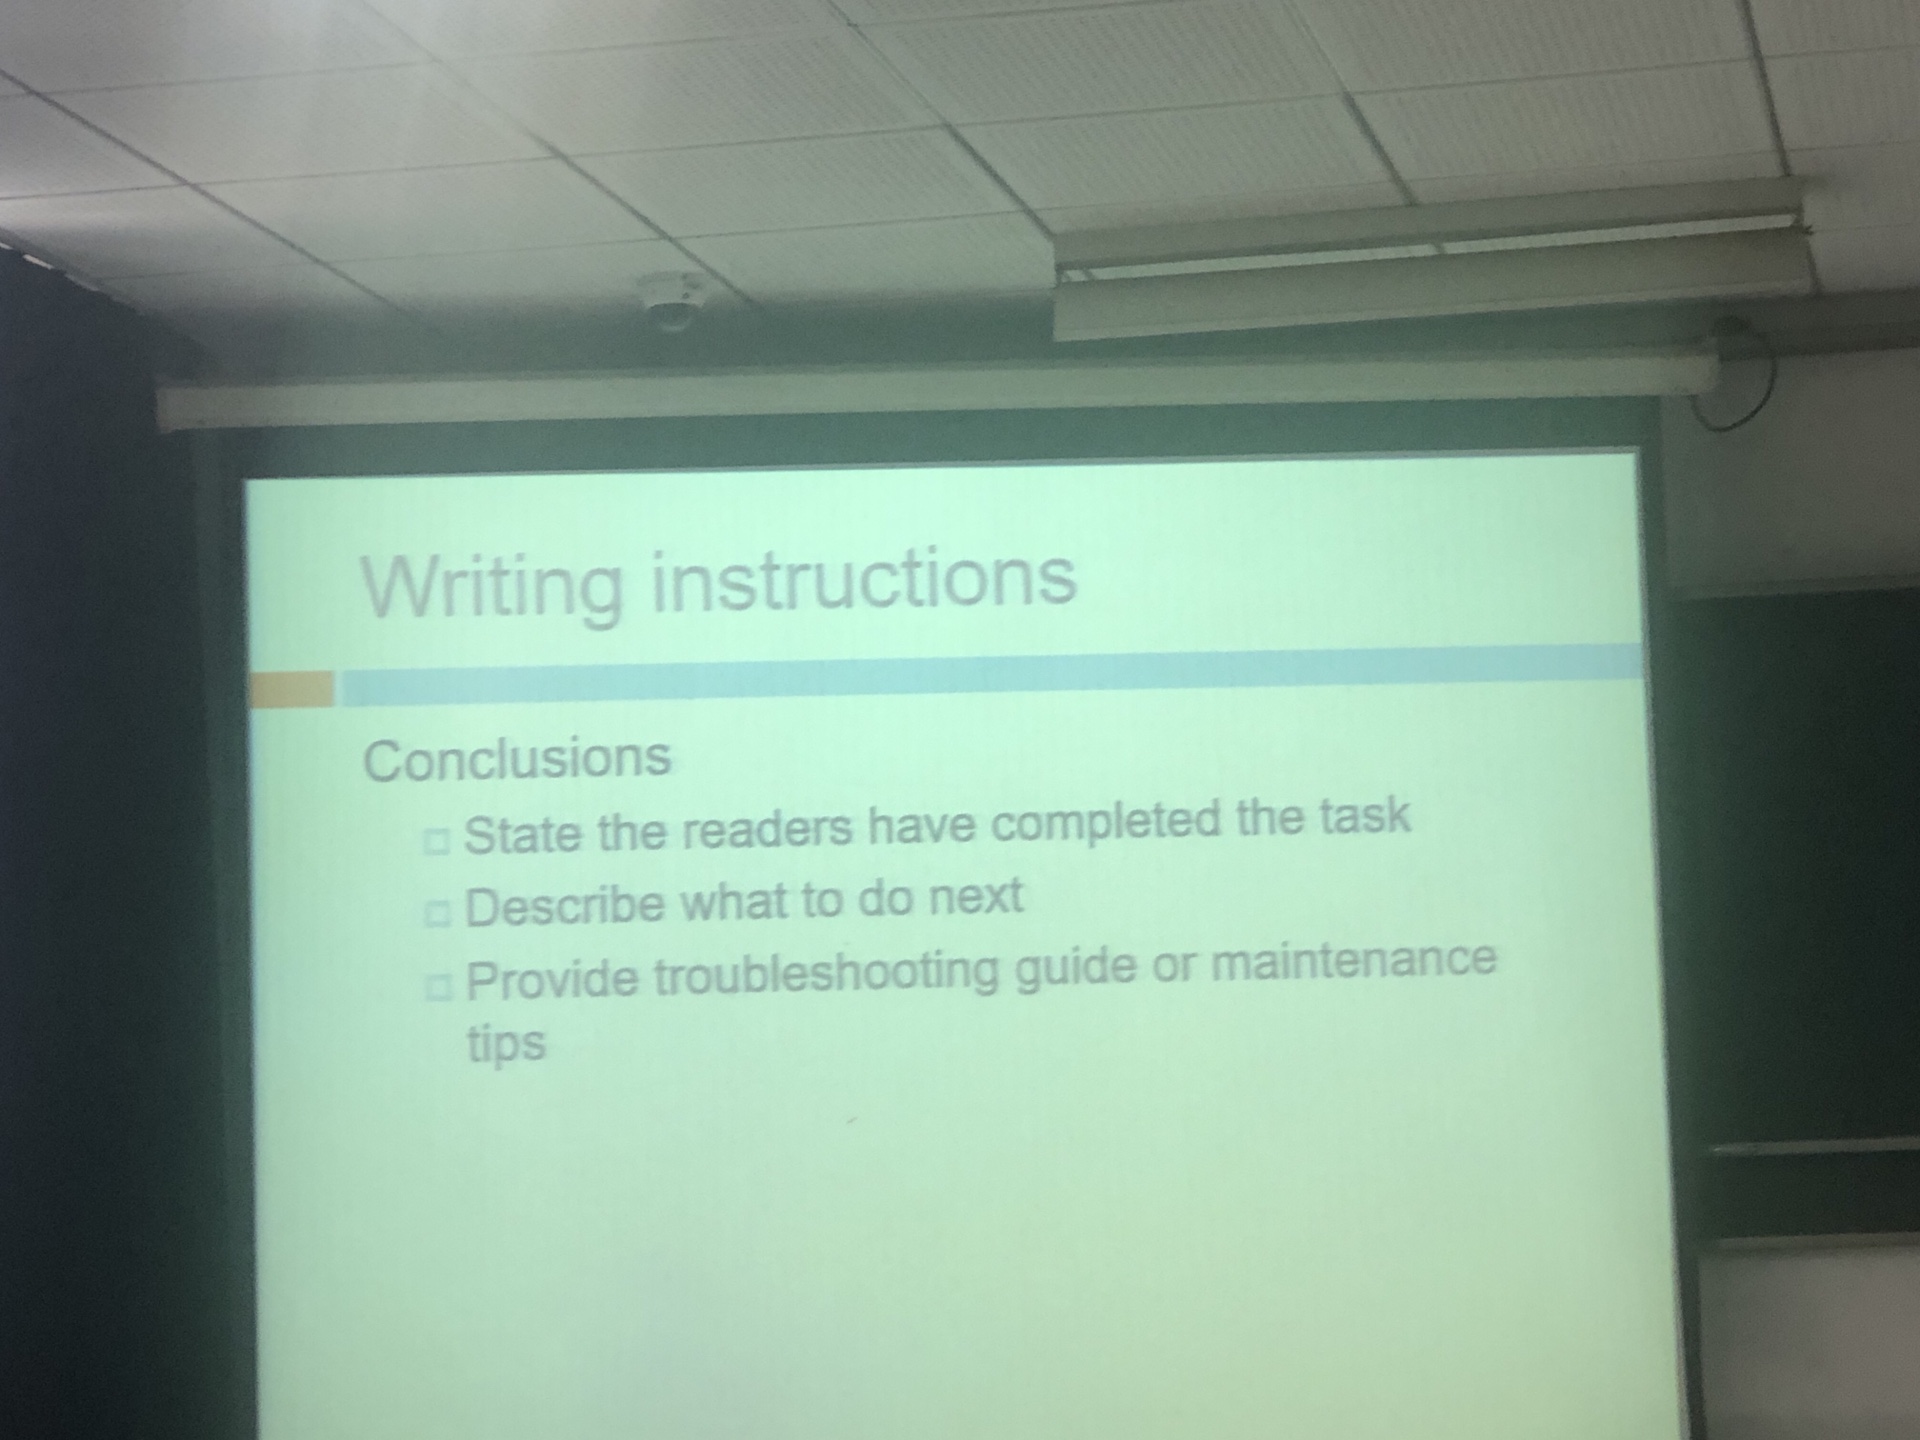 Writing instructions
Conclusions
State the readers have completed the task
Describe what to do next
Provide troubleshooting guide or maintenance
tips